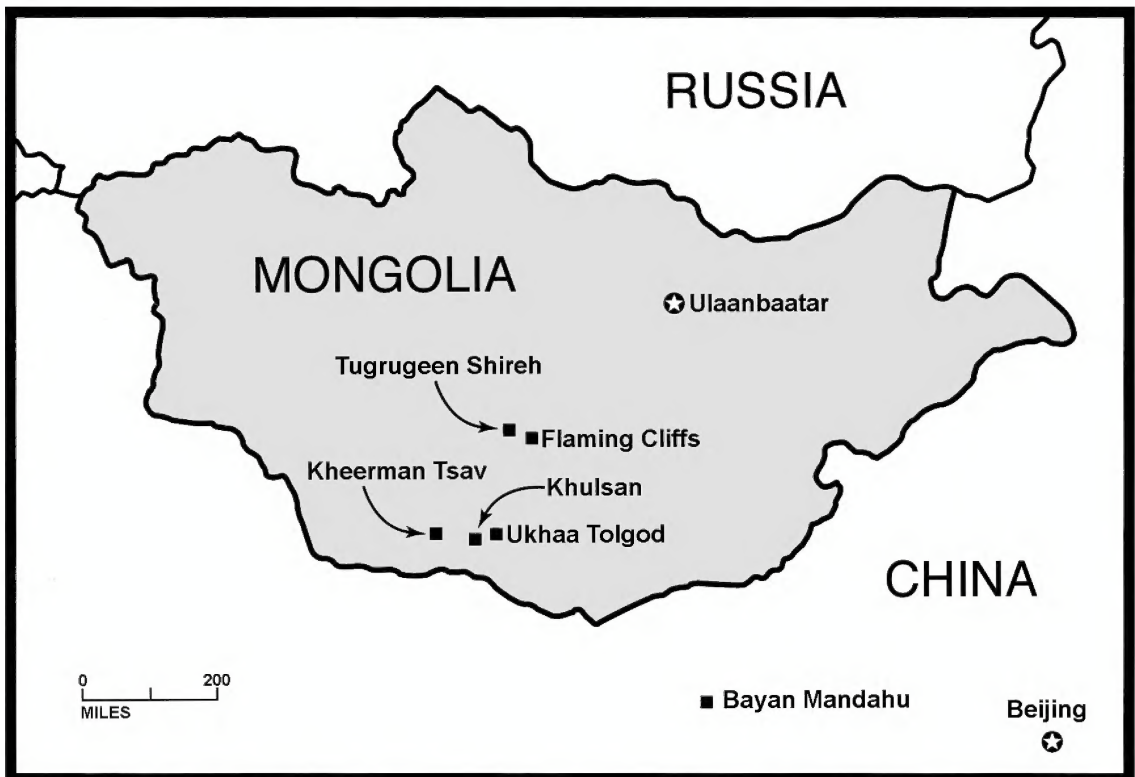 RUSSIA
MONGOLIA
Ulaanbaatar
Tugrugeen Shireh
Flaming Cliffs
Kheerman Tsav
Khulsan
Ukhaa Tolgod
CHINA
0 200
MILES
Bayan Mandahu
Beijing